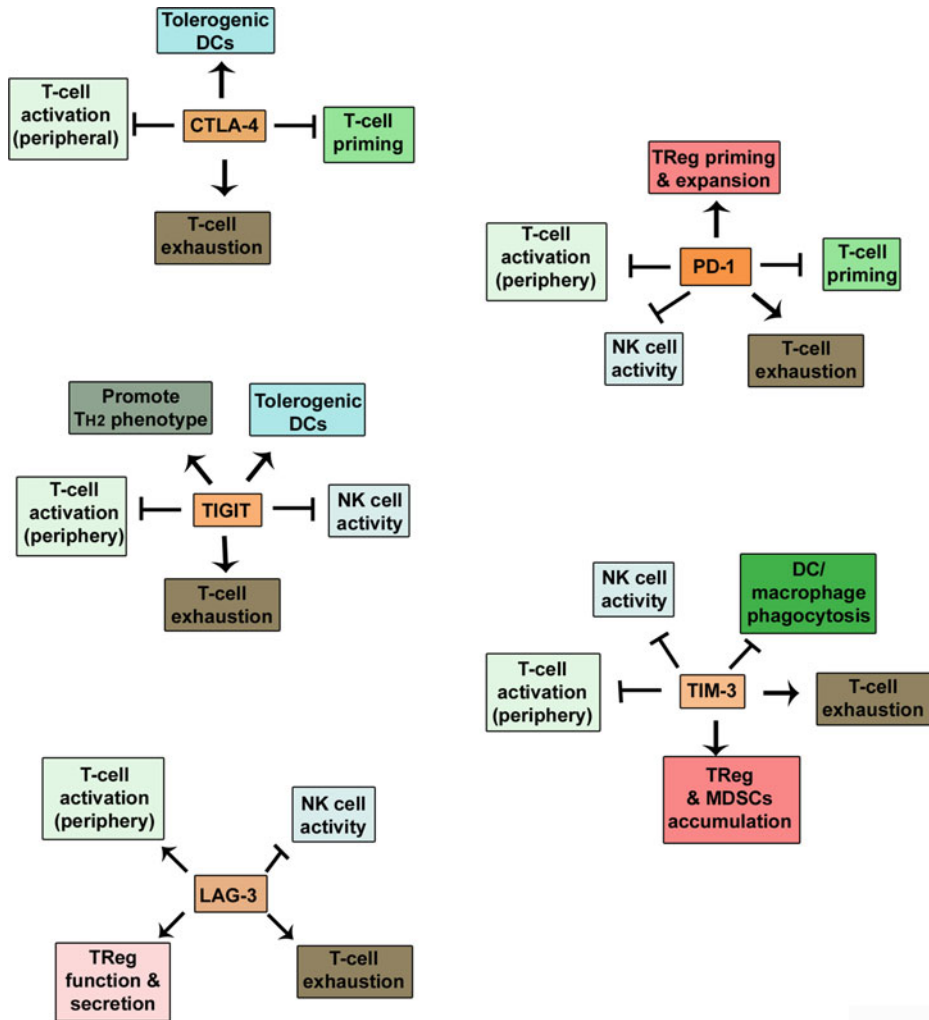 Tolerogenic
DCs
T-cell
activation
(peripheral)
CTLA-4
T-cell
priming
T-cell
exhaustion
TReg priming
& expansion
T-cell
activation
(periphery)
PD-1
T-cell
priming
NK cell
activity
T-cell
exhaustion
Promote
TH2 phenotype
Tolerogenic
DCs
T-cell
activation
(periphery)
TIGIT
NK cell
activity
T-cell
exhaustion
NK cell
activity
DC/
macrophage
phagocytosis
T-cell
activation
(periphery)
TIM-3
T-cell
exhaustion
TReg
& MDSCs
accumulation
T-cell
activation
(periphery)
NK cell
activity
LAG-3
TReg
function &
secretion
T-cell
exhaustion